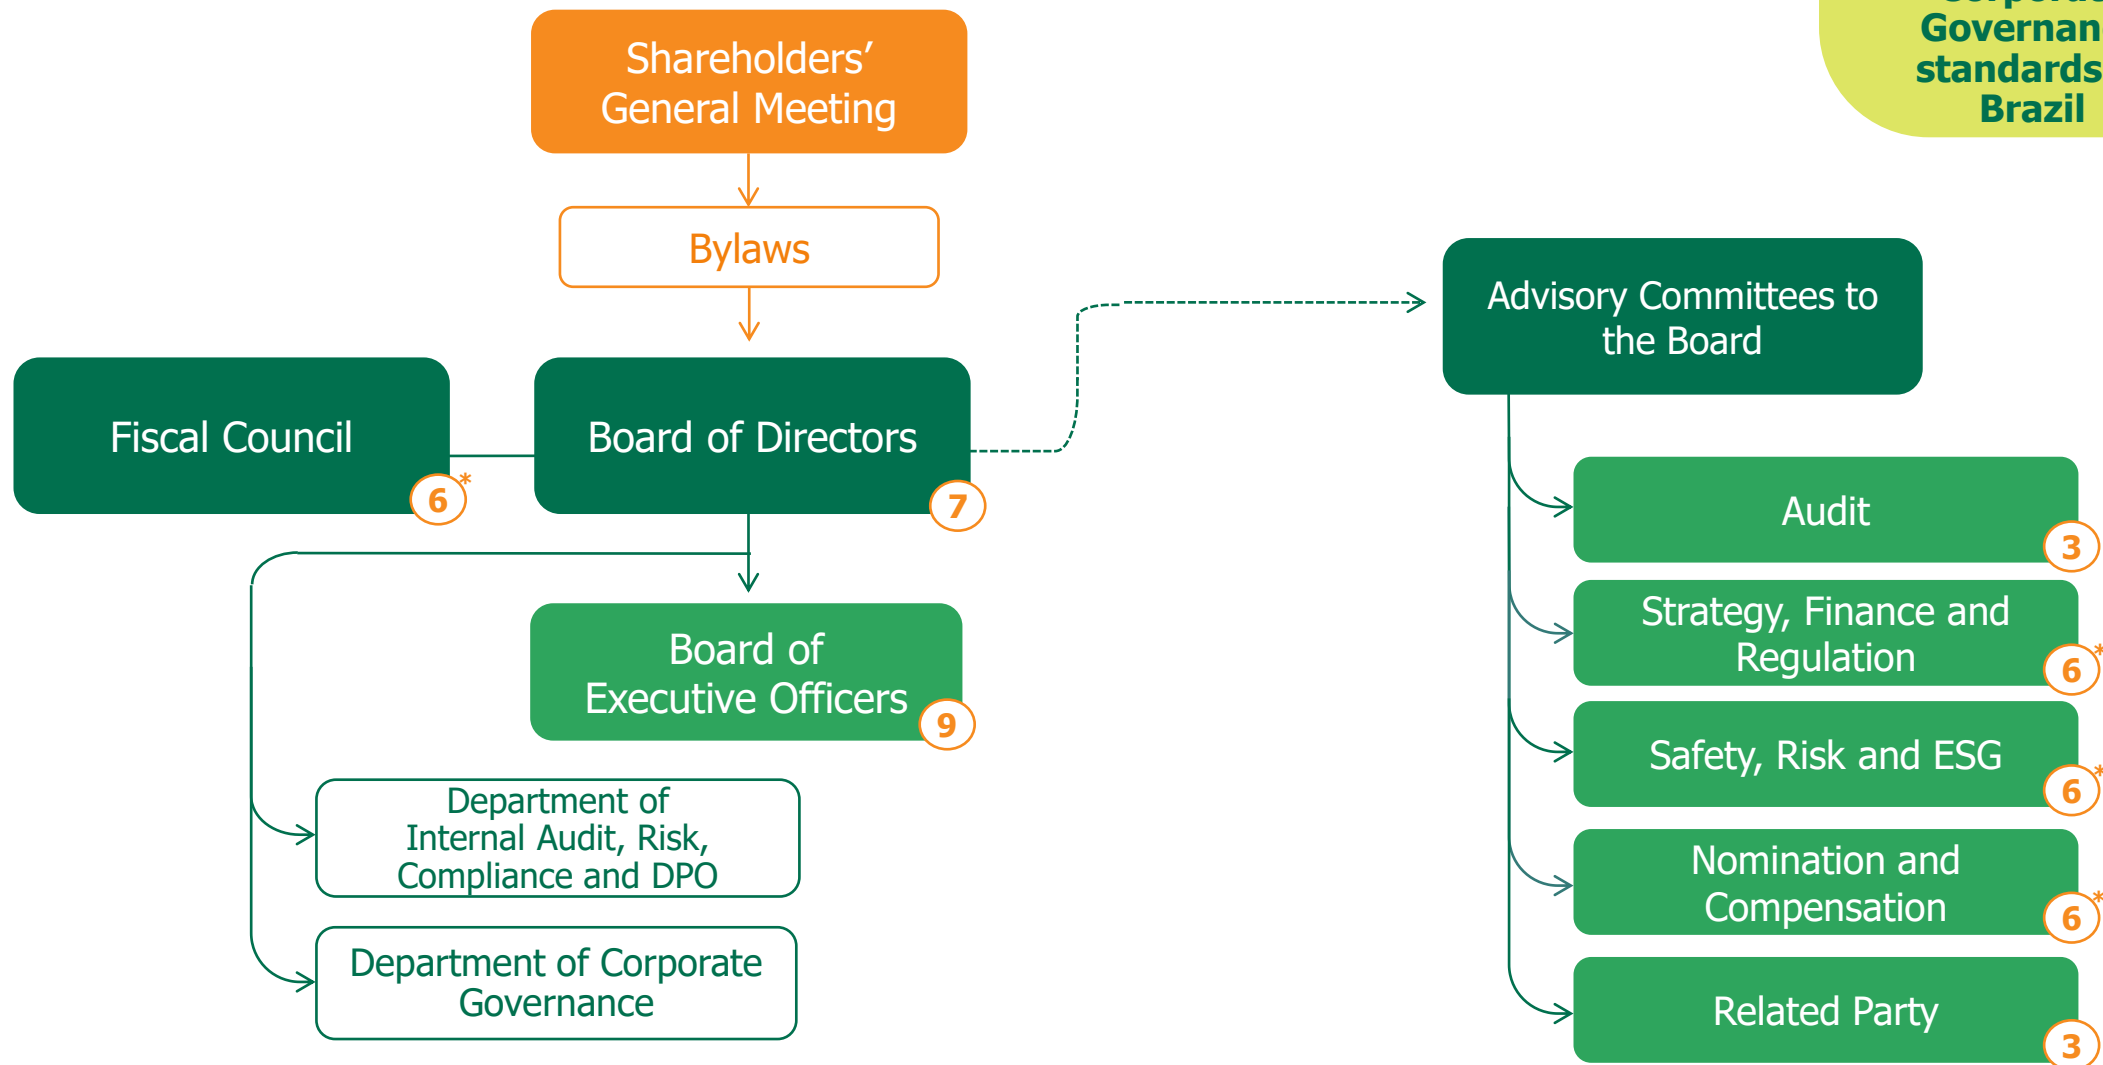 Shareholders’
General Meeting
Governan
standards
Brazil
Bylaws
Advisory Committees to
the Board
Fiscal Council
6*
Board of Directors
7
Audit
3
Strategy, Finance and
Regulation
6*
Board of
Executive Officers
9
Safety, Risk and ESG
6*
Department of
Internal Audit, Risk,
Compliance and DPO
Nomination and
Compensation
6*
Department of Corporate
Governance
Related Party
3